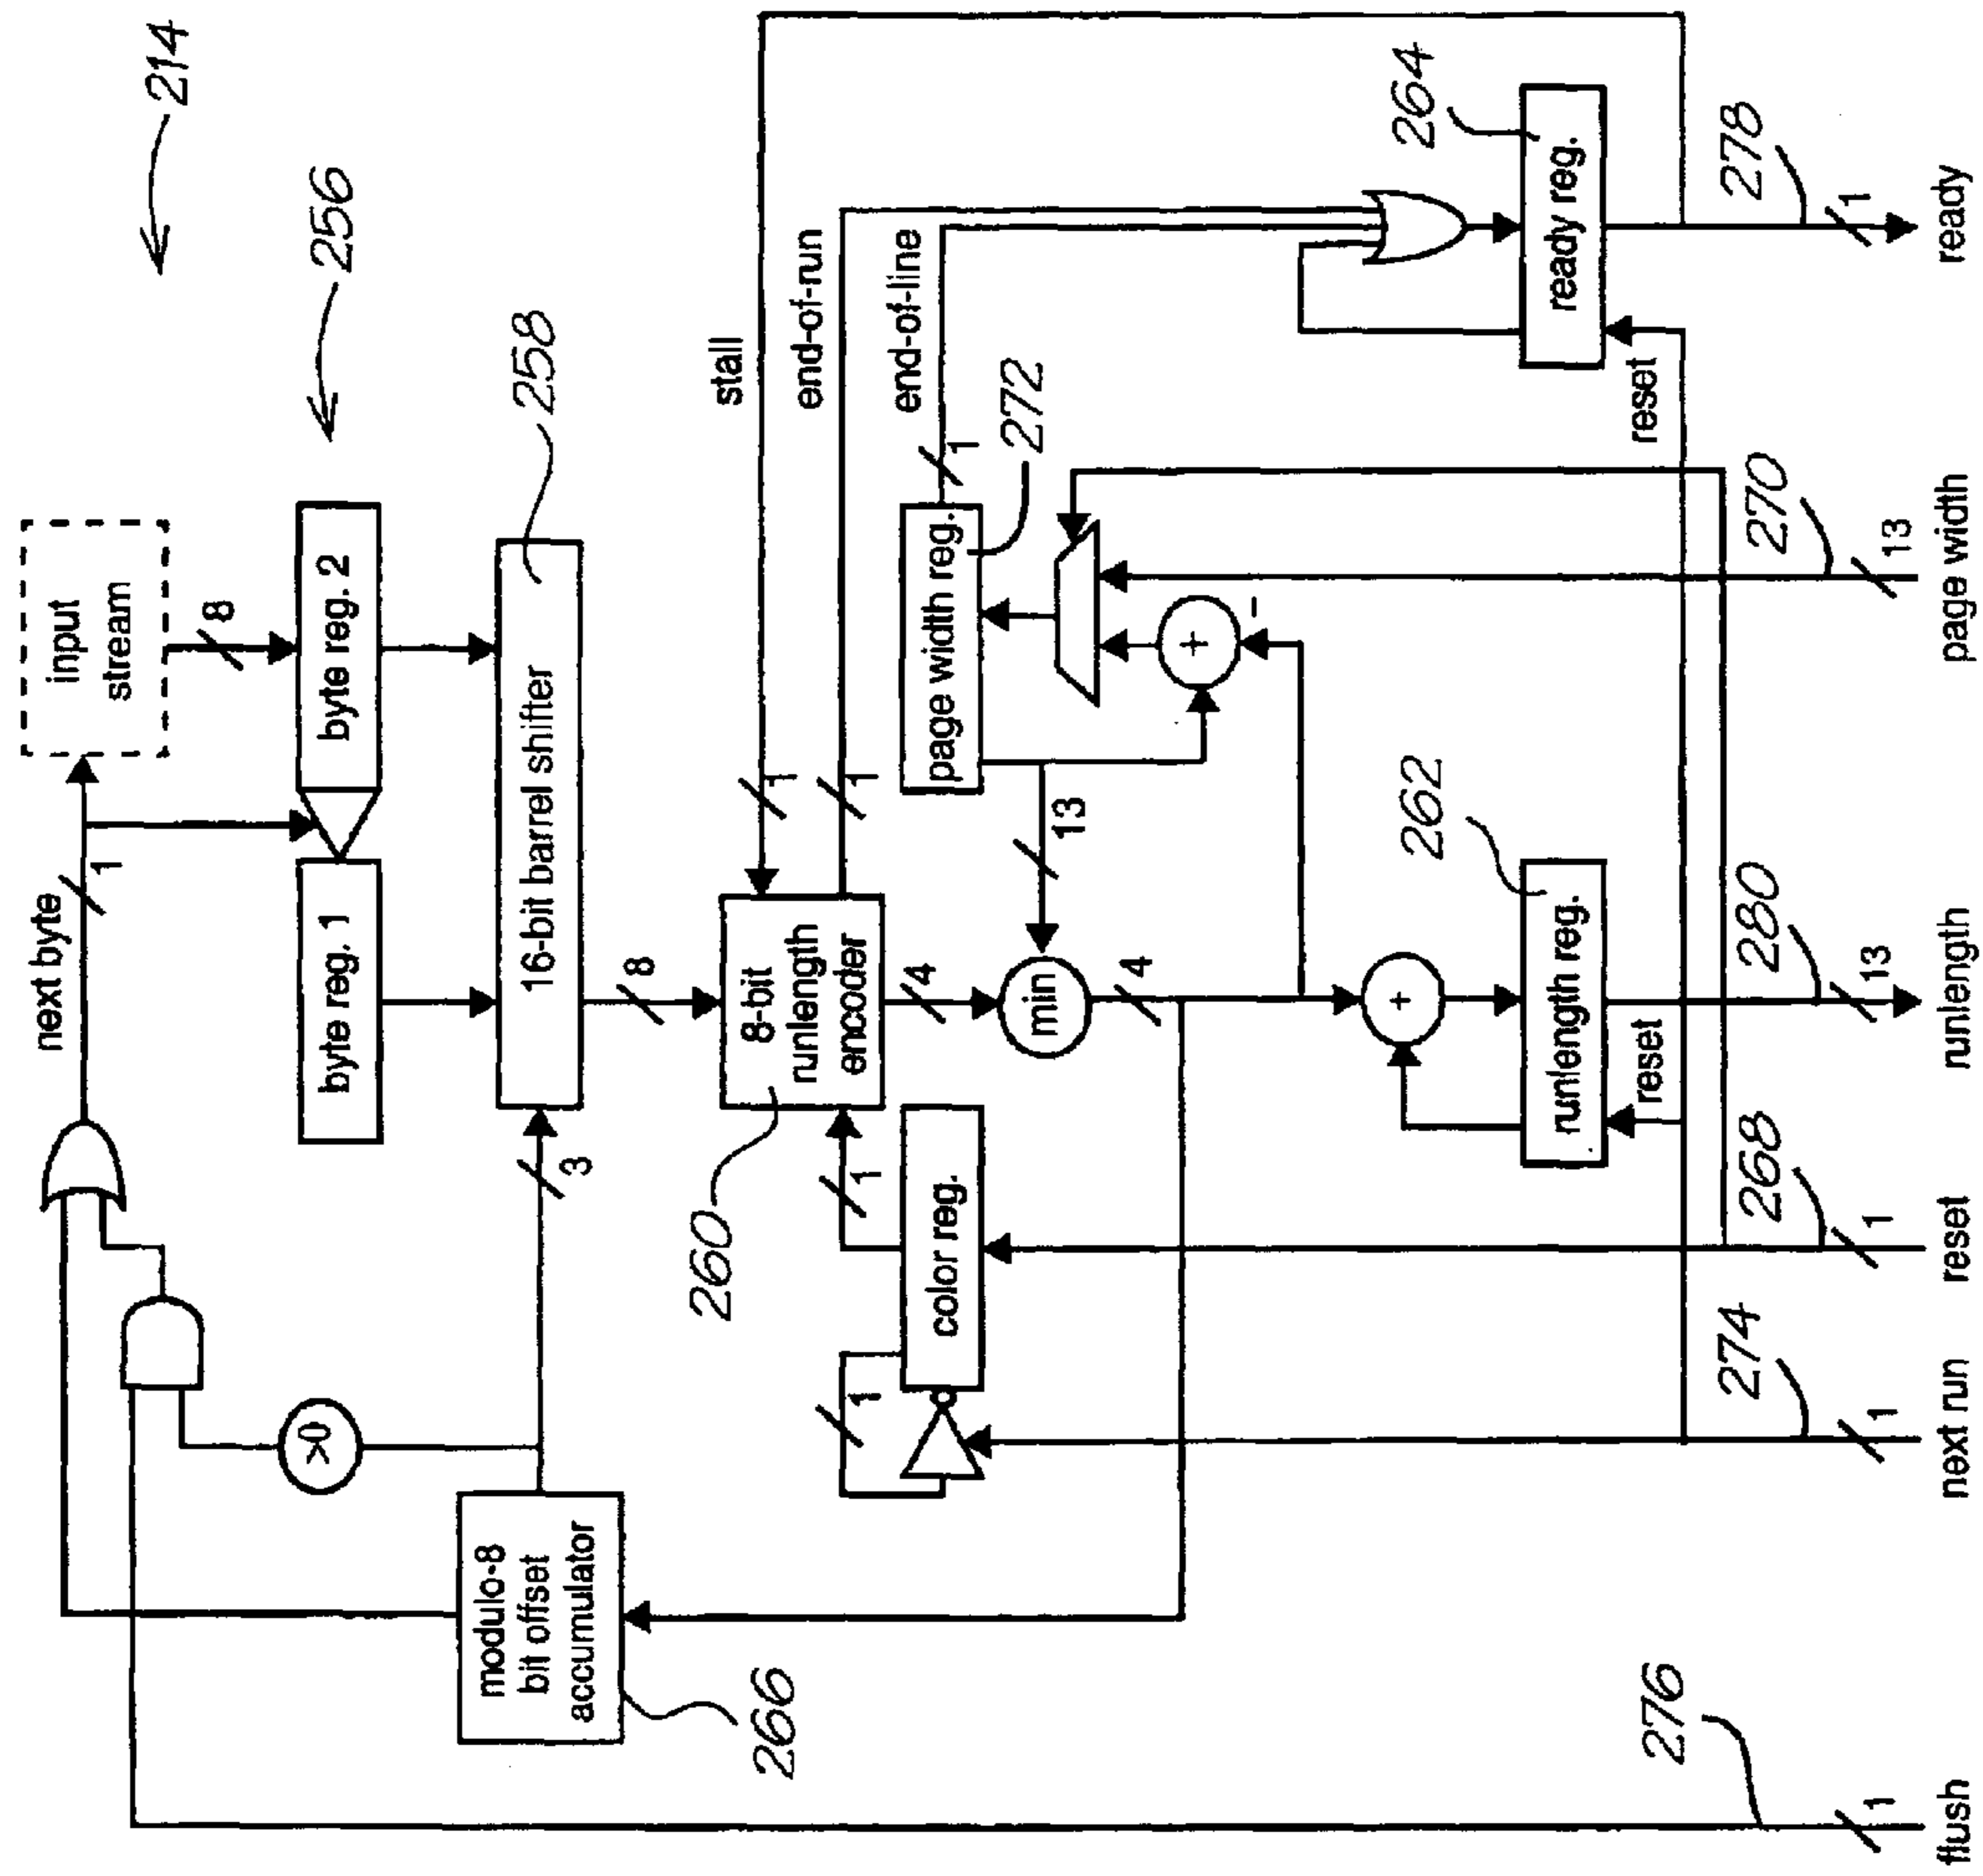 214
256
input
stream
next byte
1
8
byte reg. 1
byte reg. 2
258
16-bit barrel shifter
3
8
>0
modulo-8
bit offset
accumulator
266
stall
1
end-of-run
1
end-of-line
1
260
8-bit
runlength
encoder
4
1
color reg.
1
min
4
13
page width reg.
272
+
-
+
262
runlength reg.
reset
264
ready reg.
reset
276
274
268
280
270
278
1
1
1
13
13
1
flush
next run
reset
runlength
page width
ready